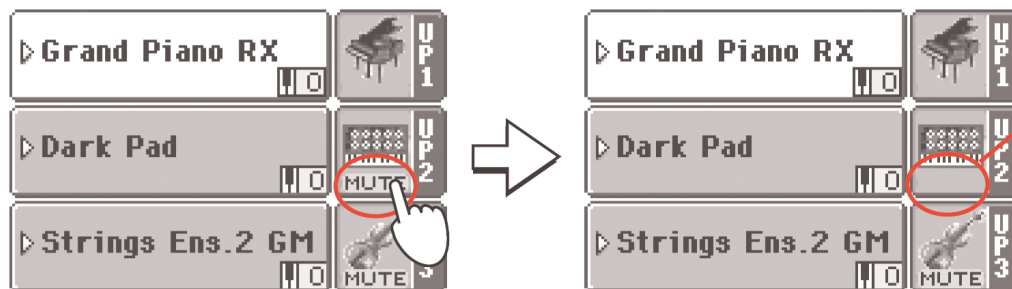 Grand Piano RX
0
UP1
Dark Pad
0
MUTE
UP2
Strings Ens.2 GM
0
MUTE
3
Grand Piano RX
0
UP1
Dark Pad
0
UP2
Strings Ens.2 GM
0
MUTE
UP3